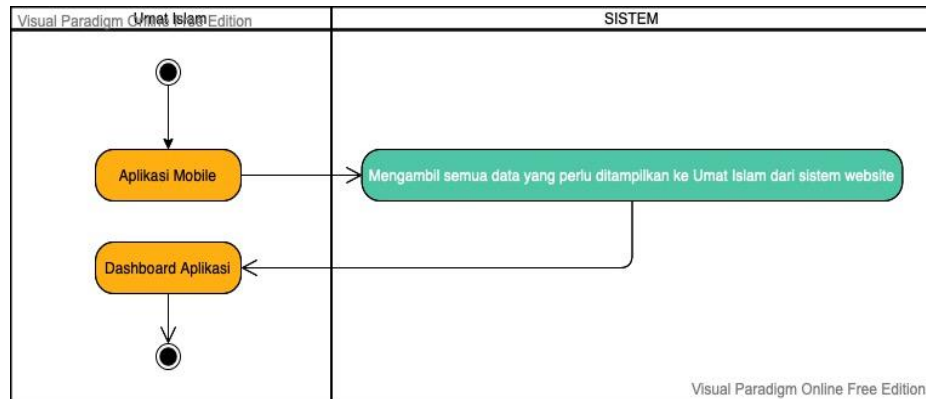 Umat Islam
Visual Paradigm Online Free Edition
SISTEM
Aplikasi Mobile
Mengambil semua data yang perlu ditampilkan ke Umat Islam dari sistem website
Dashboard Aplikasi
Visual Paradigm Online Free Edition